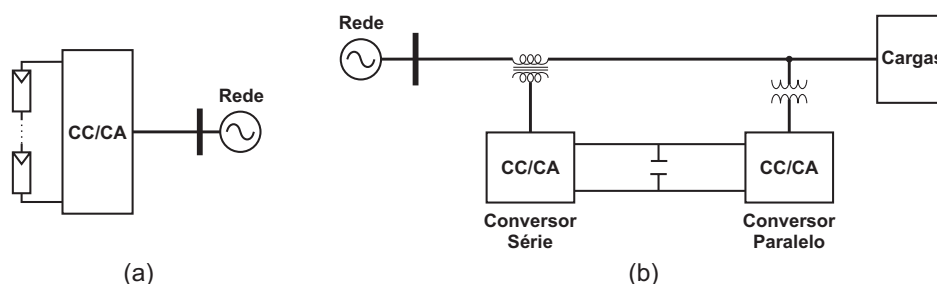 Rede
CC/CA
(a)
Rede
Cargas
CC/CA
Conversor
Série
CC/CA
Conversor
Paralelo
(b)